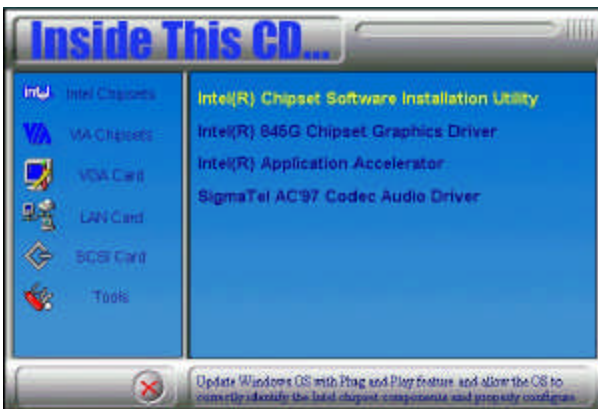 Inside This CD...
intel Intel Chipsets
VIA VIA Chipsets
VGA Card
LAN Card
SCSI Card
Tools
Intel(R) Chipset Software Installation Utility
Intel(R) 845G Chipset Graphics Driver
Intel(R) Application Accelerator
SigmaTel AC'97 Codec Audio Driver
Update Windows OS with Plug and Play feature and allow the OS to
correctly identify the Intel chipset components and properly configure